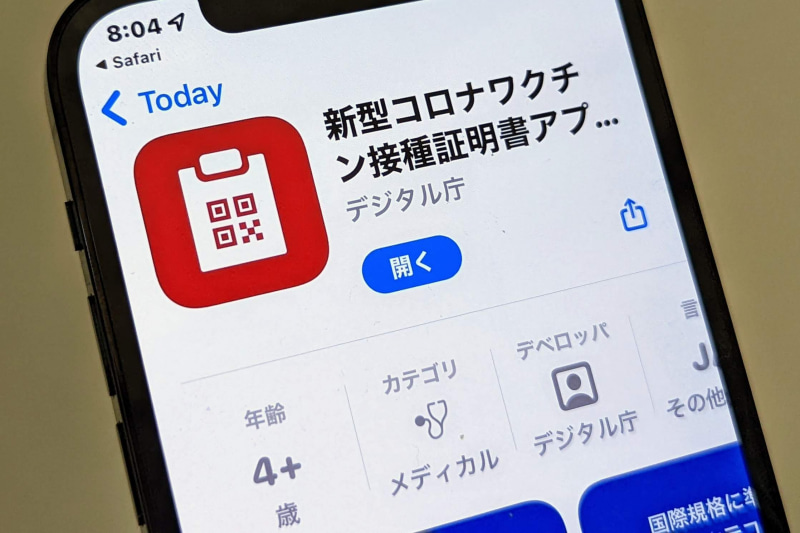 8:04
◀ Safari
Today
新型コロナワクチ
ン接種証明書アプ...
デジタル庁
開く
年齢
4+
歳
カテゴリ
メディカル
デベロッパ
デジタル庁
言
J
その他
国際規格に準